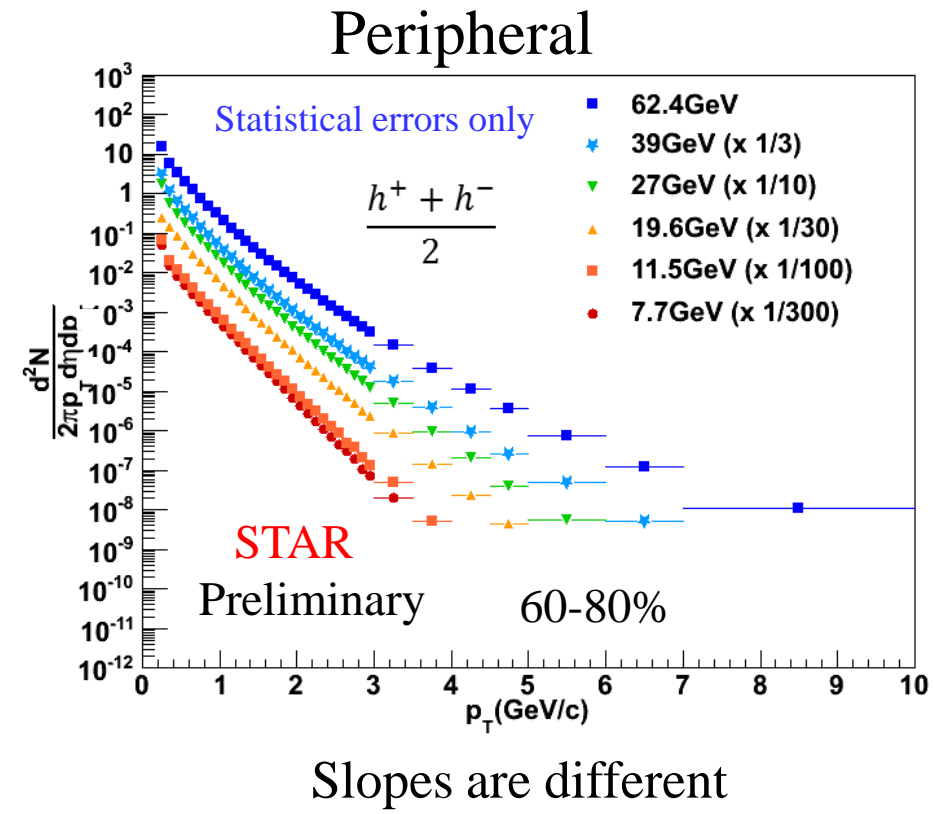 Peripheral
Statistical errors only
h⁺ + h⁻
2
62.4GeV
39GeV (x 1/3)
27GeV (x 1/10)
19.6GeV (x 1/30)
11.5GeV (x 1/100)
7.7GeV (x 1/300)
10³
10²
10
1
10⁻¹
10⁻²
10⁻³
10⁻⁴
10⁻⁵
10⁻⁶
10⁻⁷
10⁻⁸
10⁻⁹
10⁻¹⁰
10⁻¹¹
10⁻¹²
d²N
2πp_T dηdp
STAR
Preliminary
60-80%
0 1 2 3 4 5 6 7 8 9 10
p_T(GeV/c)
Slopes are different